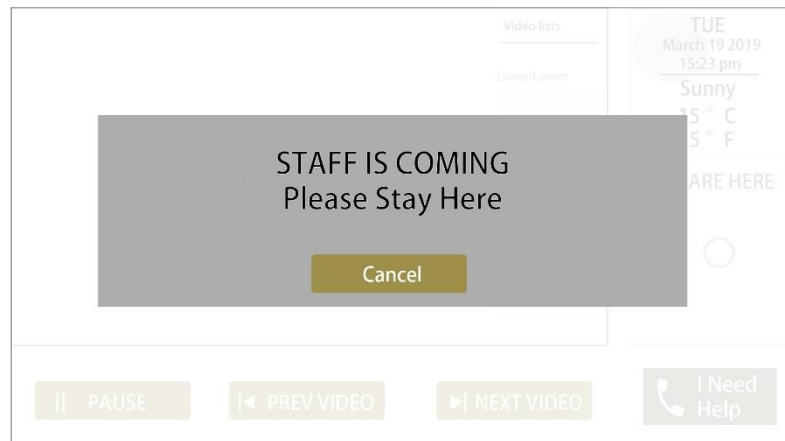 Video lists
LoremLorem
TUE
March 19 2019
15:23 pm
Sunny
15 ° C
5 ° F
STAFF IS COMING
Please Stay Here
Cancel
ARE HERE
|| PAUSE
PREV VIDEO
NEXT VIDEO
I Need
Help